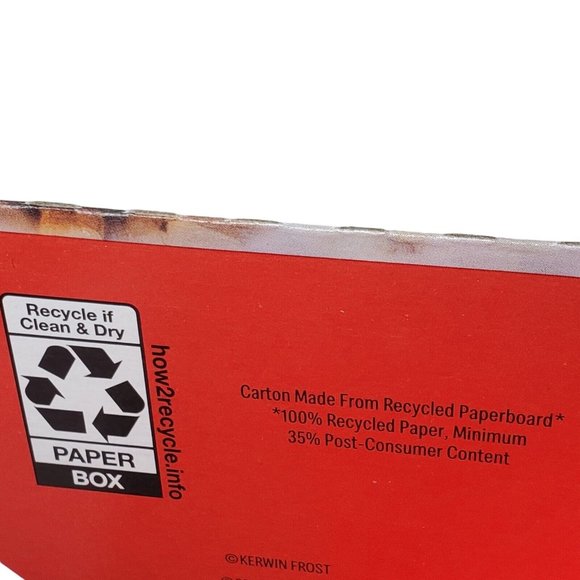 Recycle if
Clean & Dry
PAPER
BOX
how2recycle.info
Carton Made From Recycled Paperboard*
*100% Recycled Paper, Minimum
35% Post-Consumer Content
©KERWIN FROST